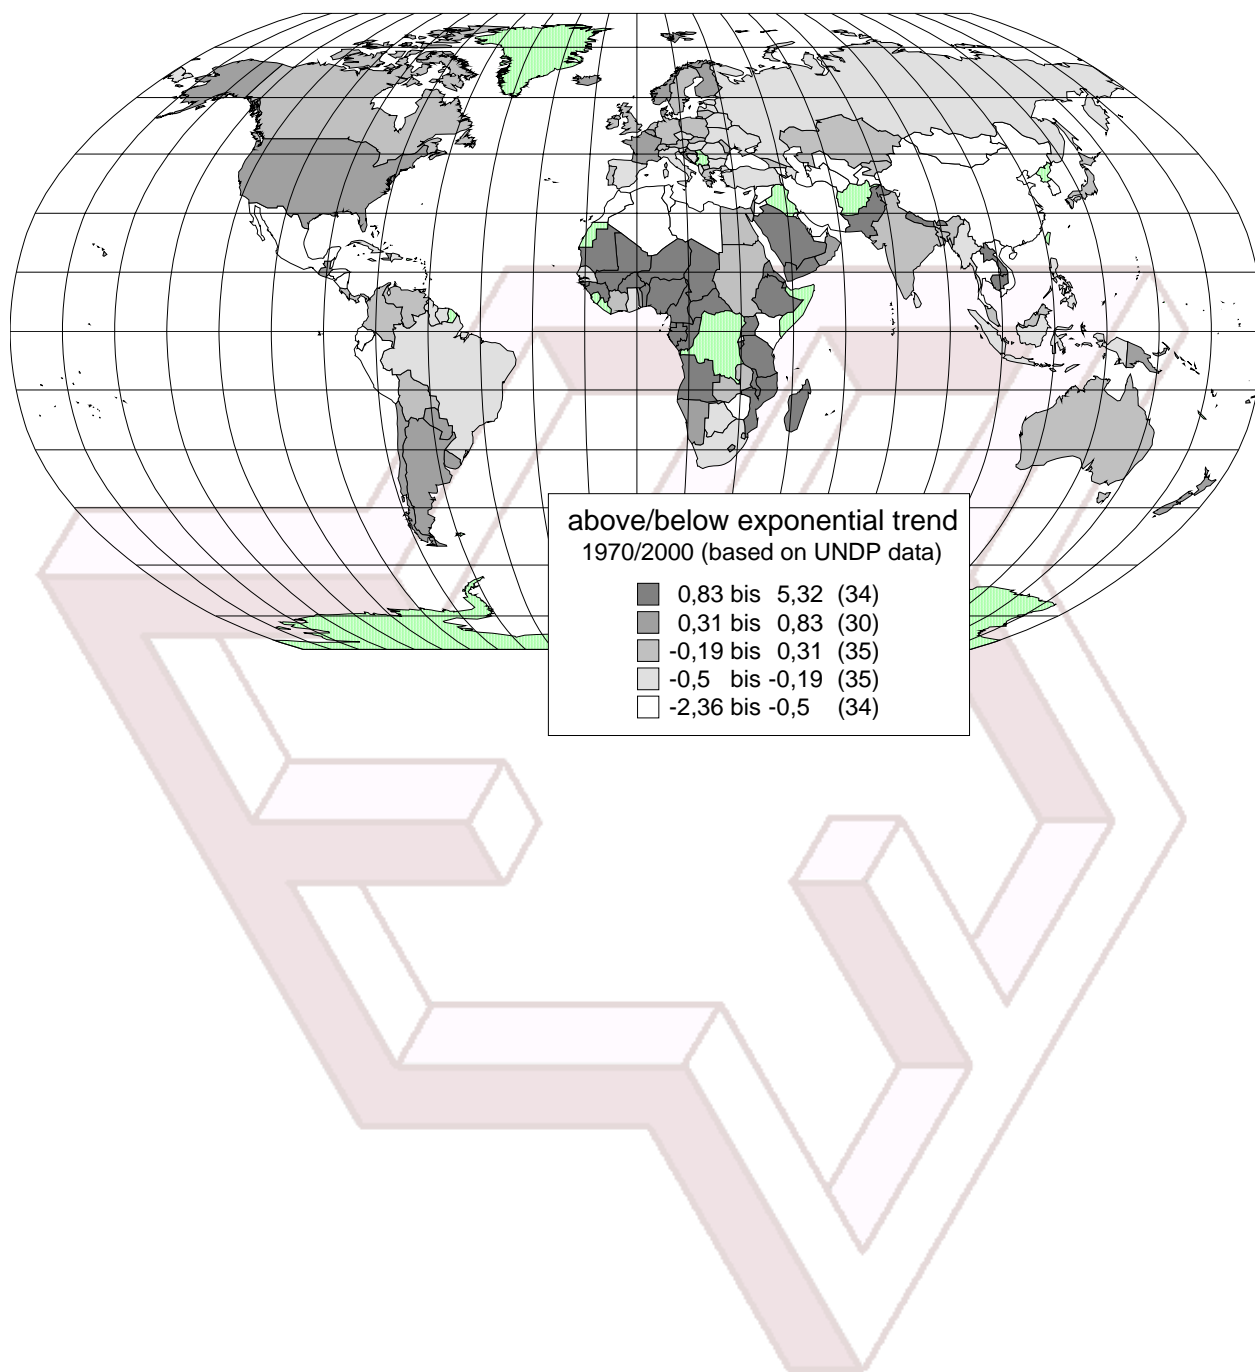 above/below exponential trend
1970/2000 (based on UNDP data)
0,83 bis 5,32 (34)
0,31 bis 0,83 (30)
-0,19 bis 0,31 (35)
-0,5 bis -0,19 (35)
-2,36 bis -0,5 (34)